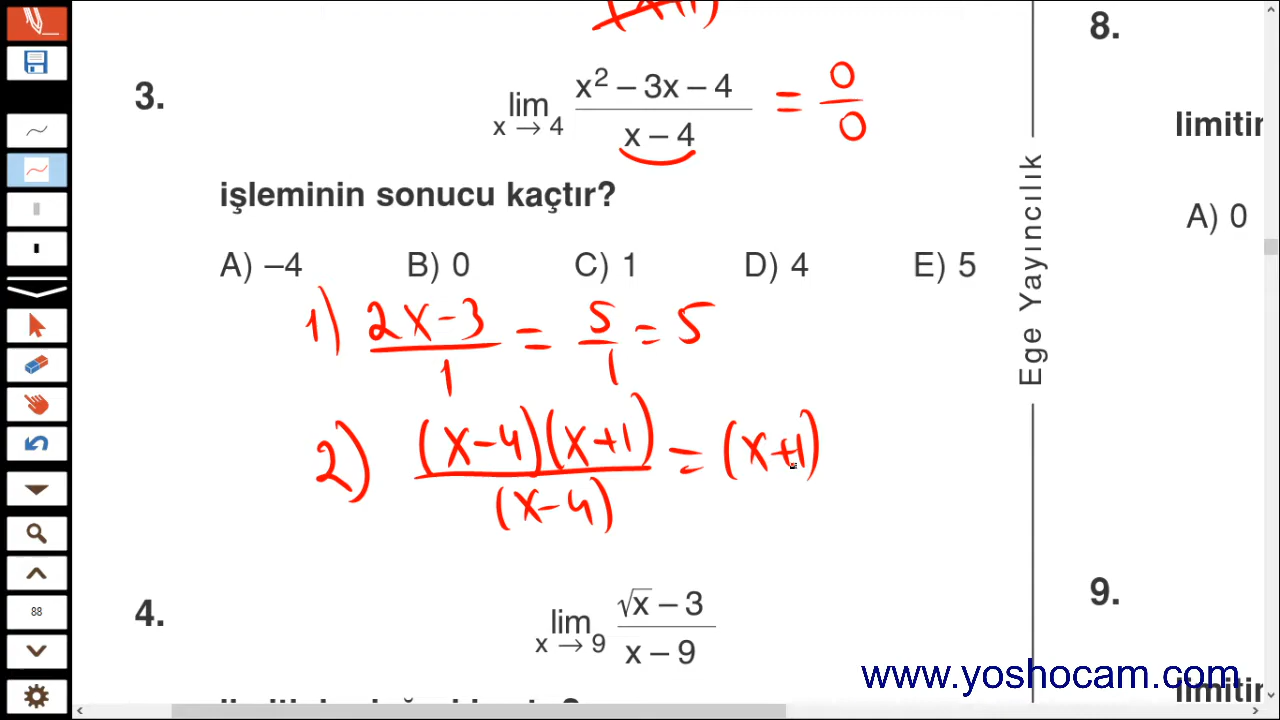 3.
lim x → 4 x² – 3x – 4 / x – 4 = 0/0
işleminin sonucu kaçtır?
A) –4 B) 0 C) 1 D) 4 E) 5
1) 2x-3 / 1 = 5/1 = 5
2) (x-4)(x+1) / (x-4) = (x+1)
4.
lim x → 9 √x – 3 / x – 9
88
Ege Yayıncılık
8.
A) 0
9.
www.yoshocam.com